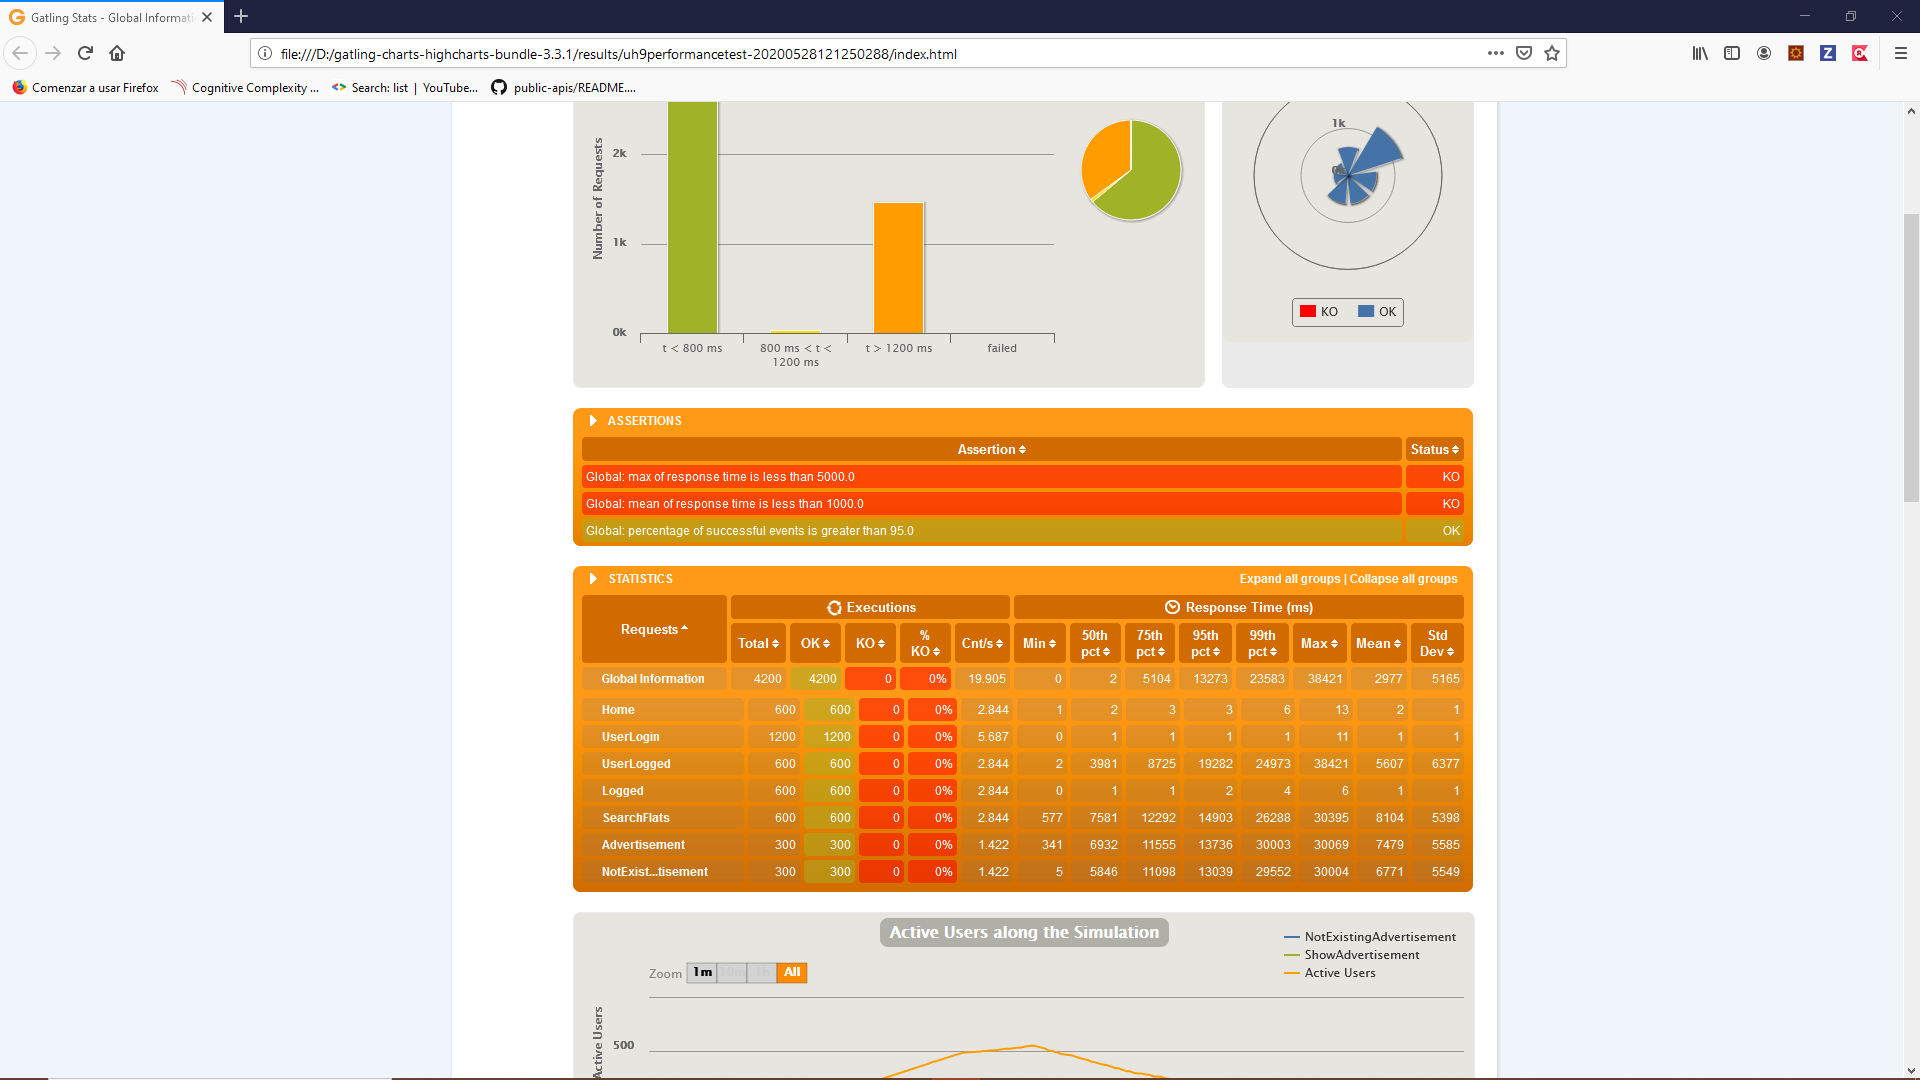 Gatling Stats - Global Informati
file:///D:/gatling-charts-highcharts-bundle-3.3.1/results/uh9performancetest-20200528121250288/index.html
Comenzar a usar Firefox
Cognitive Complexity ...
Search: list | YouTube...
public-apis/README....
Number of Requests
2k
1k
0k
t < 800 ms
800 ms < t <
1200 ms
t > 1200 ms
failed
1k
KO OK
ASSERTIONS
Assertion Status
Global: max of response time is less than 5000.0 KO
Global: mean of response time is less than 1000.0 KO
Global: percentage of successful events is greater than 95.0 OK
STATISTICS Expand all groups | Collapse all groups
Requests Executions Response Time (ms)
Total OK KO % KO Cnt/s Min 50th pct 75th pct 95th pct 99th pct Max Mean Std Dev
Global Information 4200 4200 0 0% 19.905 0 2 5104 13273 23583 38421 2977 5165
Home 600 600 0 0% 2.844 1 2 3 3 6 13 2 1
UserLogin 1200 1200 0 0% 5.687 0 1 1 1 1 11 1 1
UserLogged 600 600 0 0% 2.844 2 3981 8725 19282 24973 38421 5607 6377
Logged 600 600 0 0% 2.844 0 1 1 2 4 6 1 1
SearchFlats 600 600 0 0% 2.844 577 7581 12292 14903 26288 30395 8104 5398
Advertisement 300 300 0 0% 1.422 341 6932 11555 13736 30003 30069 7479 5585
NotExist...tisement 300 300 0 0% 1.422 5 5846 11098 13039 29552 30004 6771 5549
Active Users along the Simulation
NotExistingAdvertisement
ShowAdvertisement
Active Users
Zoom 1m 10m 1h All
Active Users
500